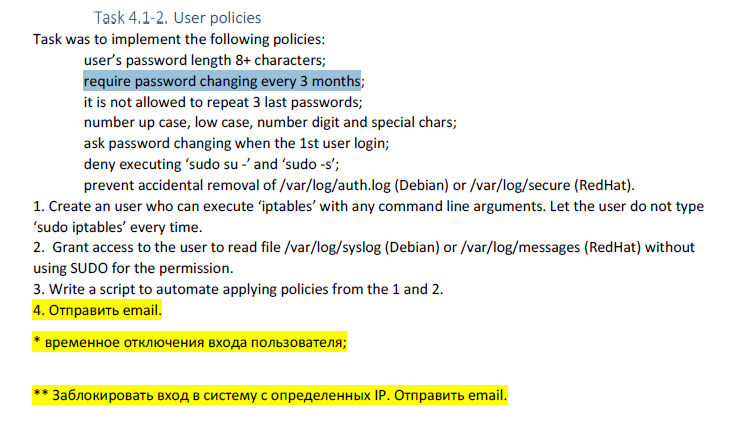 Task 4.1-2. User policies
Task was to implement the following policies:
user's password length 8+ characters;
require password changing every 3 months;
it is not allowed to repeat 3 last passwords;
number up case, low case, number digit and special chars;
ask password changing when the 1st user login;
deny executing 'sudo su -' and 'sudo -s';
prevent accidental removal of /var/log/auth.log (Debian) or /var/log/secure (RedHat).
1. Create an user who can execute 'iptables' with any command line arguments. Let the user do not type
'sudo iptables' every time.
2. Grant access to the user to read file /var/log/syslog (Debian) or /var/log/messages (RedHat) without
using SUDO for the permission.
3. Write a script to automate applying policies from the 1 and 2.
4. Отправить email.
* временное отключения входа пользователя;
** Заблокировать вход в систему с определенных IP. Отправить email.